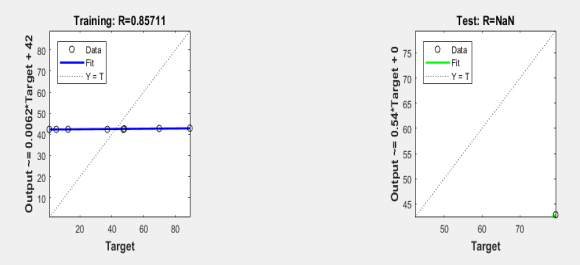 Training: R=0.85711
Output ~= 0.0062*Target + 42
80
70
60
50
40
30
20
10
Data
Fit
Y = T
20
40
60
80
Target
Test: R=NaN
Output ~= 0.54*Target + 0
75
70
65
60
55
50
45
Data
Fit
Y = T
50
60
70
Target